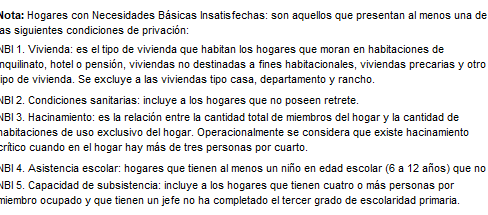 Nota: Hogares con Necesidades Básicas Insatisfechas: son aquellos que presentan al menos una de
las siguientes condiciones de privación:
NBI 1. Vivienda: es el tipo de vivienda que habitan los hogares que moran en habitaciones de
inquilinato, hotel o pensión, viviendas no destinadas a fines habitacionales, viviendas precarias y otro
tipo de vivienda. Se excluye a las viviendas tipo casa, departamento y rancho.
NBI 2. Condiciones sanitarias: incluye a los hogares que no poseen retrete.
NBI 3. Hacinamiento: es la relación entre la cantidad total de miembros del hogar y la cantidad de
habitaciones de uso exclusivo del hogar. Operacionalmente se considera que existe hacinamiento
crítico cuando en el hogar hay más de tres personas por cuarto.
NBI 4. Asistencia escolar: hogares que tienen al menos un niño en edad escolar (6 a 12 años) que no
NBI 5. Capacidad de subsistencia: incluye a los hogares que tienen cuatro o más personas por
miembro ocupado y que tienen un jefe no ha completado el tercer grado de escolaridad primaria.